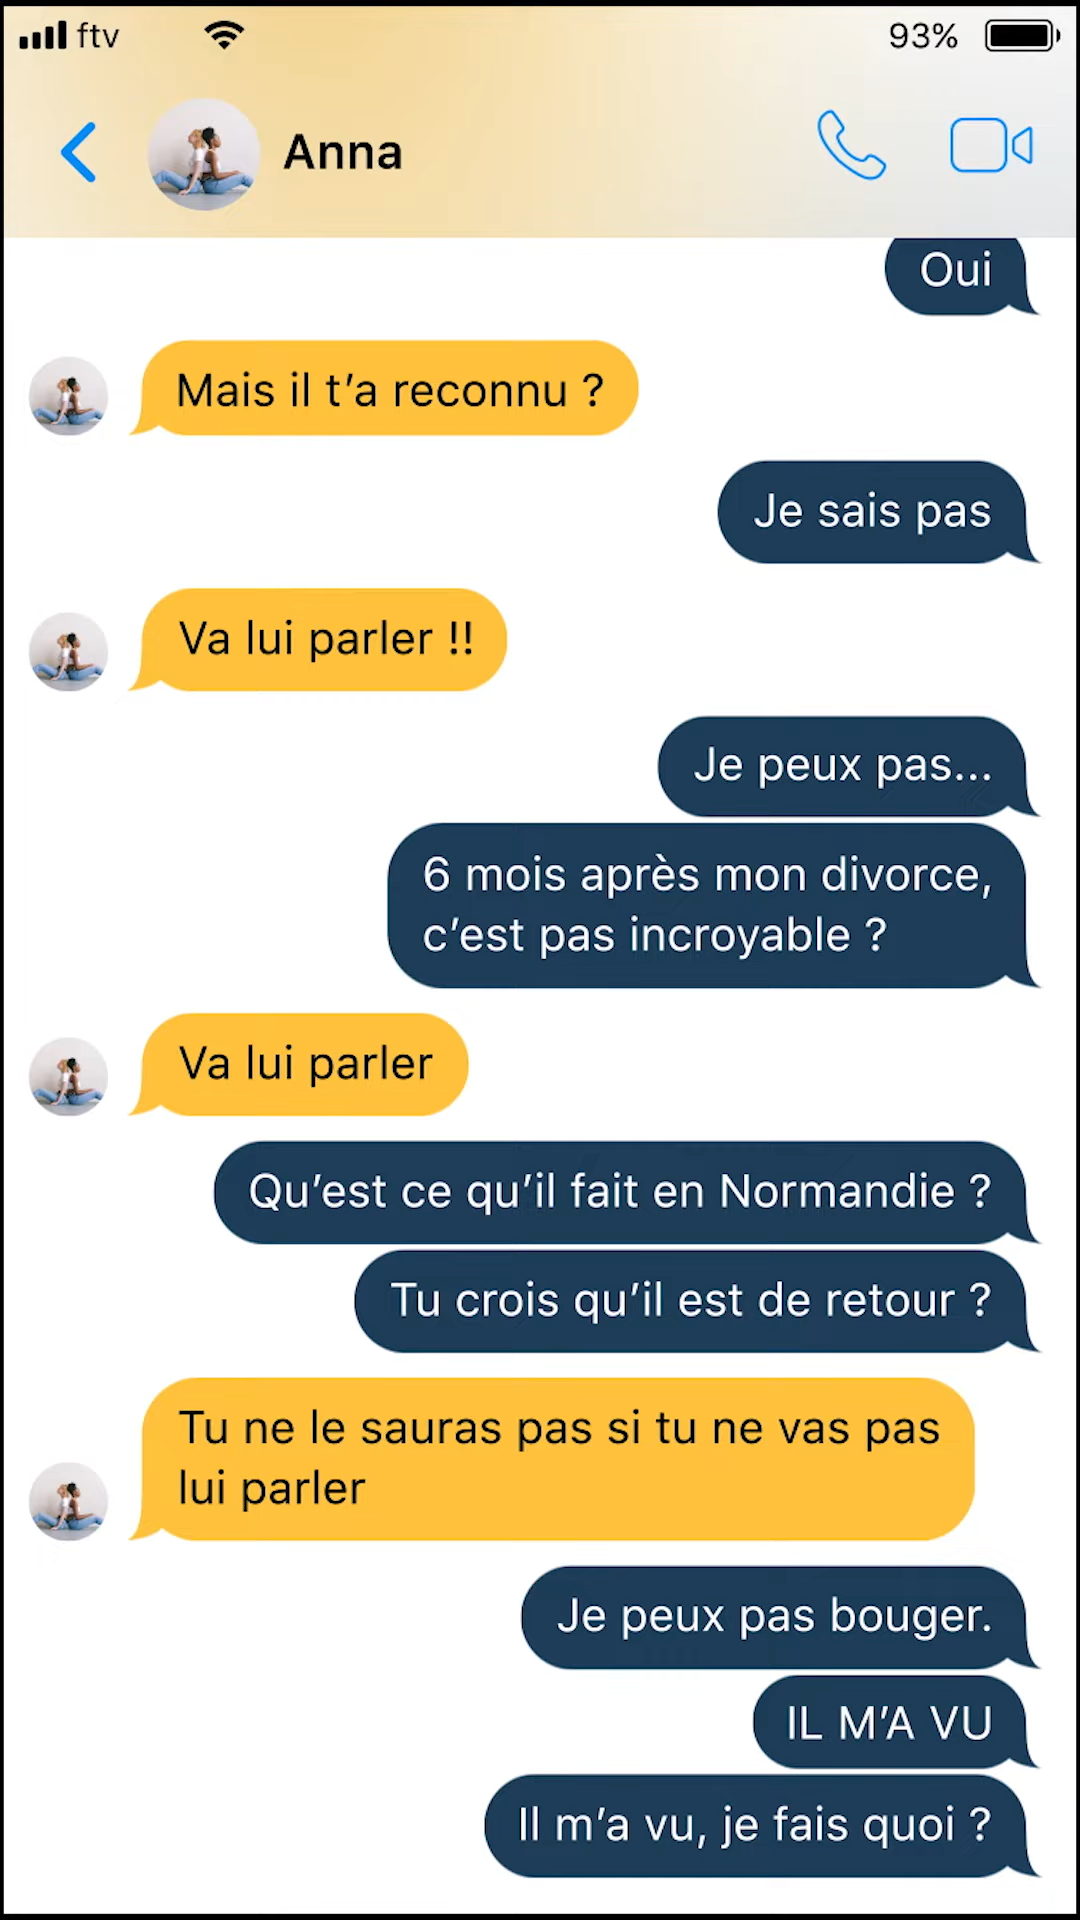 ftv
93%
Anna
Oui
Mais il t’a reconnu ?
Je sais pas
Va lui parler !!
Je peux pas...
6 mois après mon divorce,
c’est pas incroyable ?
Va lui parler
Qu’est ce qu’il fait en Normandie ?
Tu crois qu’il est de retour ?
Tu ne le sauras pas si tu ne vas pas
lui parler
Je peux pas bouger.
IL M’A VU
Il m’a vu, je fais quoi ?